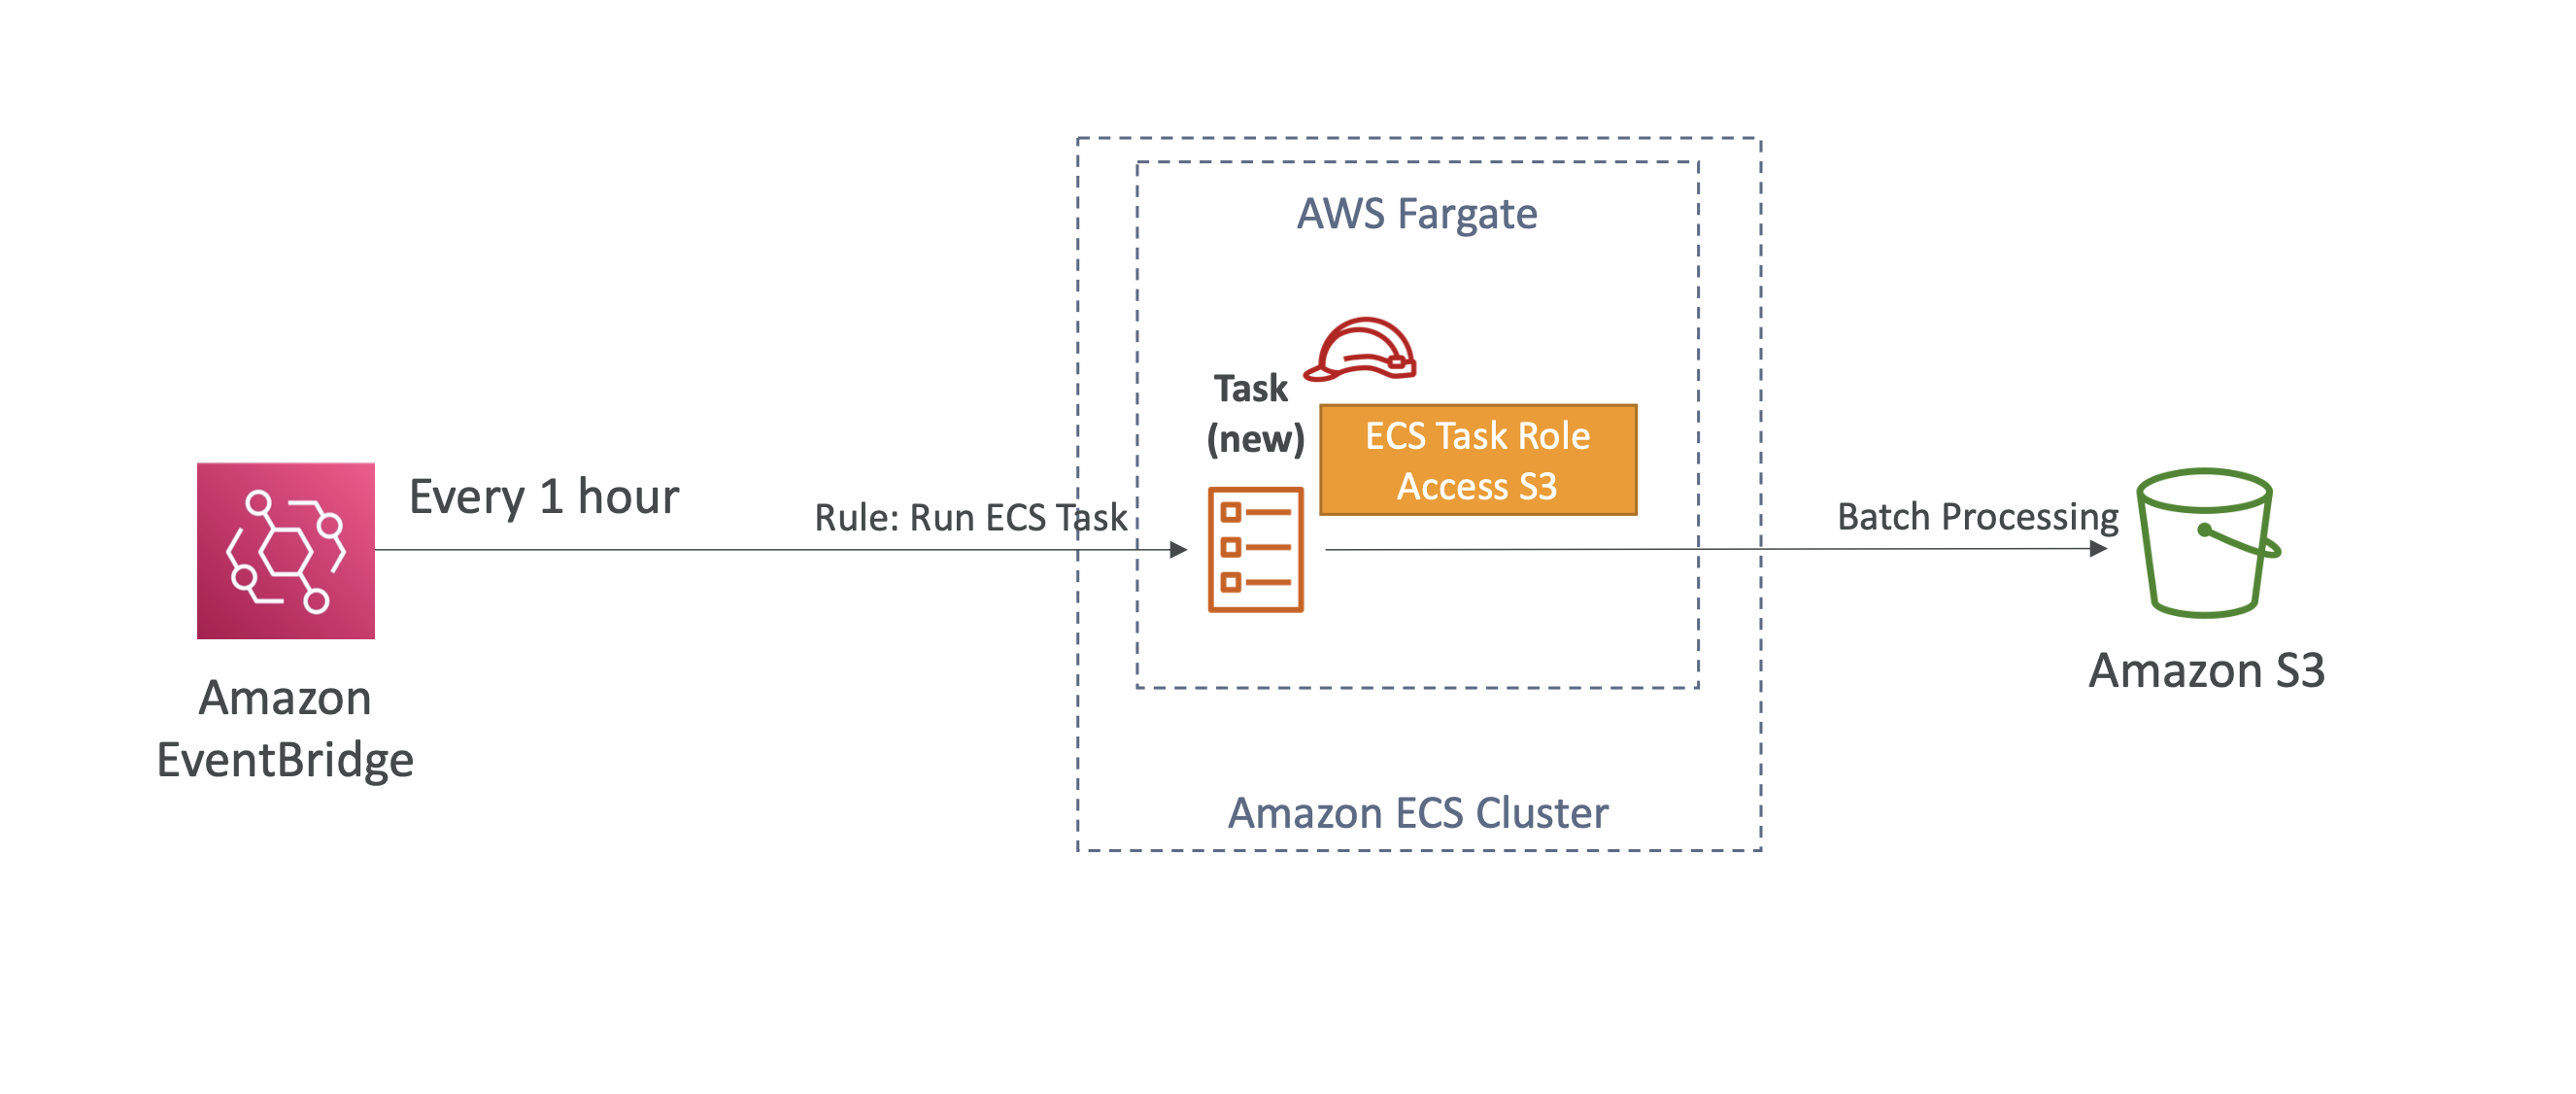 AWS Fargate
Task
(new)
ECS Task Role
Access S3
Every 1 hour
Rule: Run ECS Task
Batch Processing
Amazon
EventBridge
Amazon S3
Amazon ECS Cluster